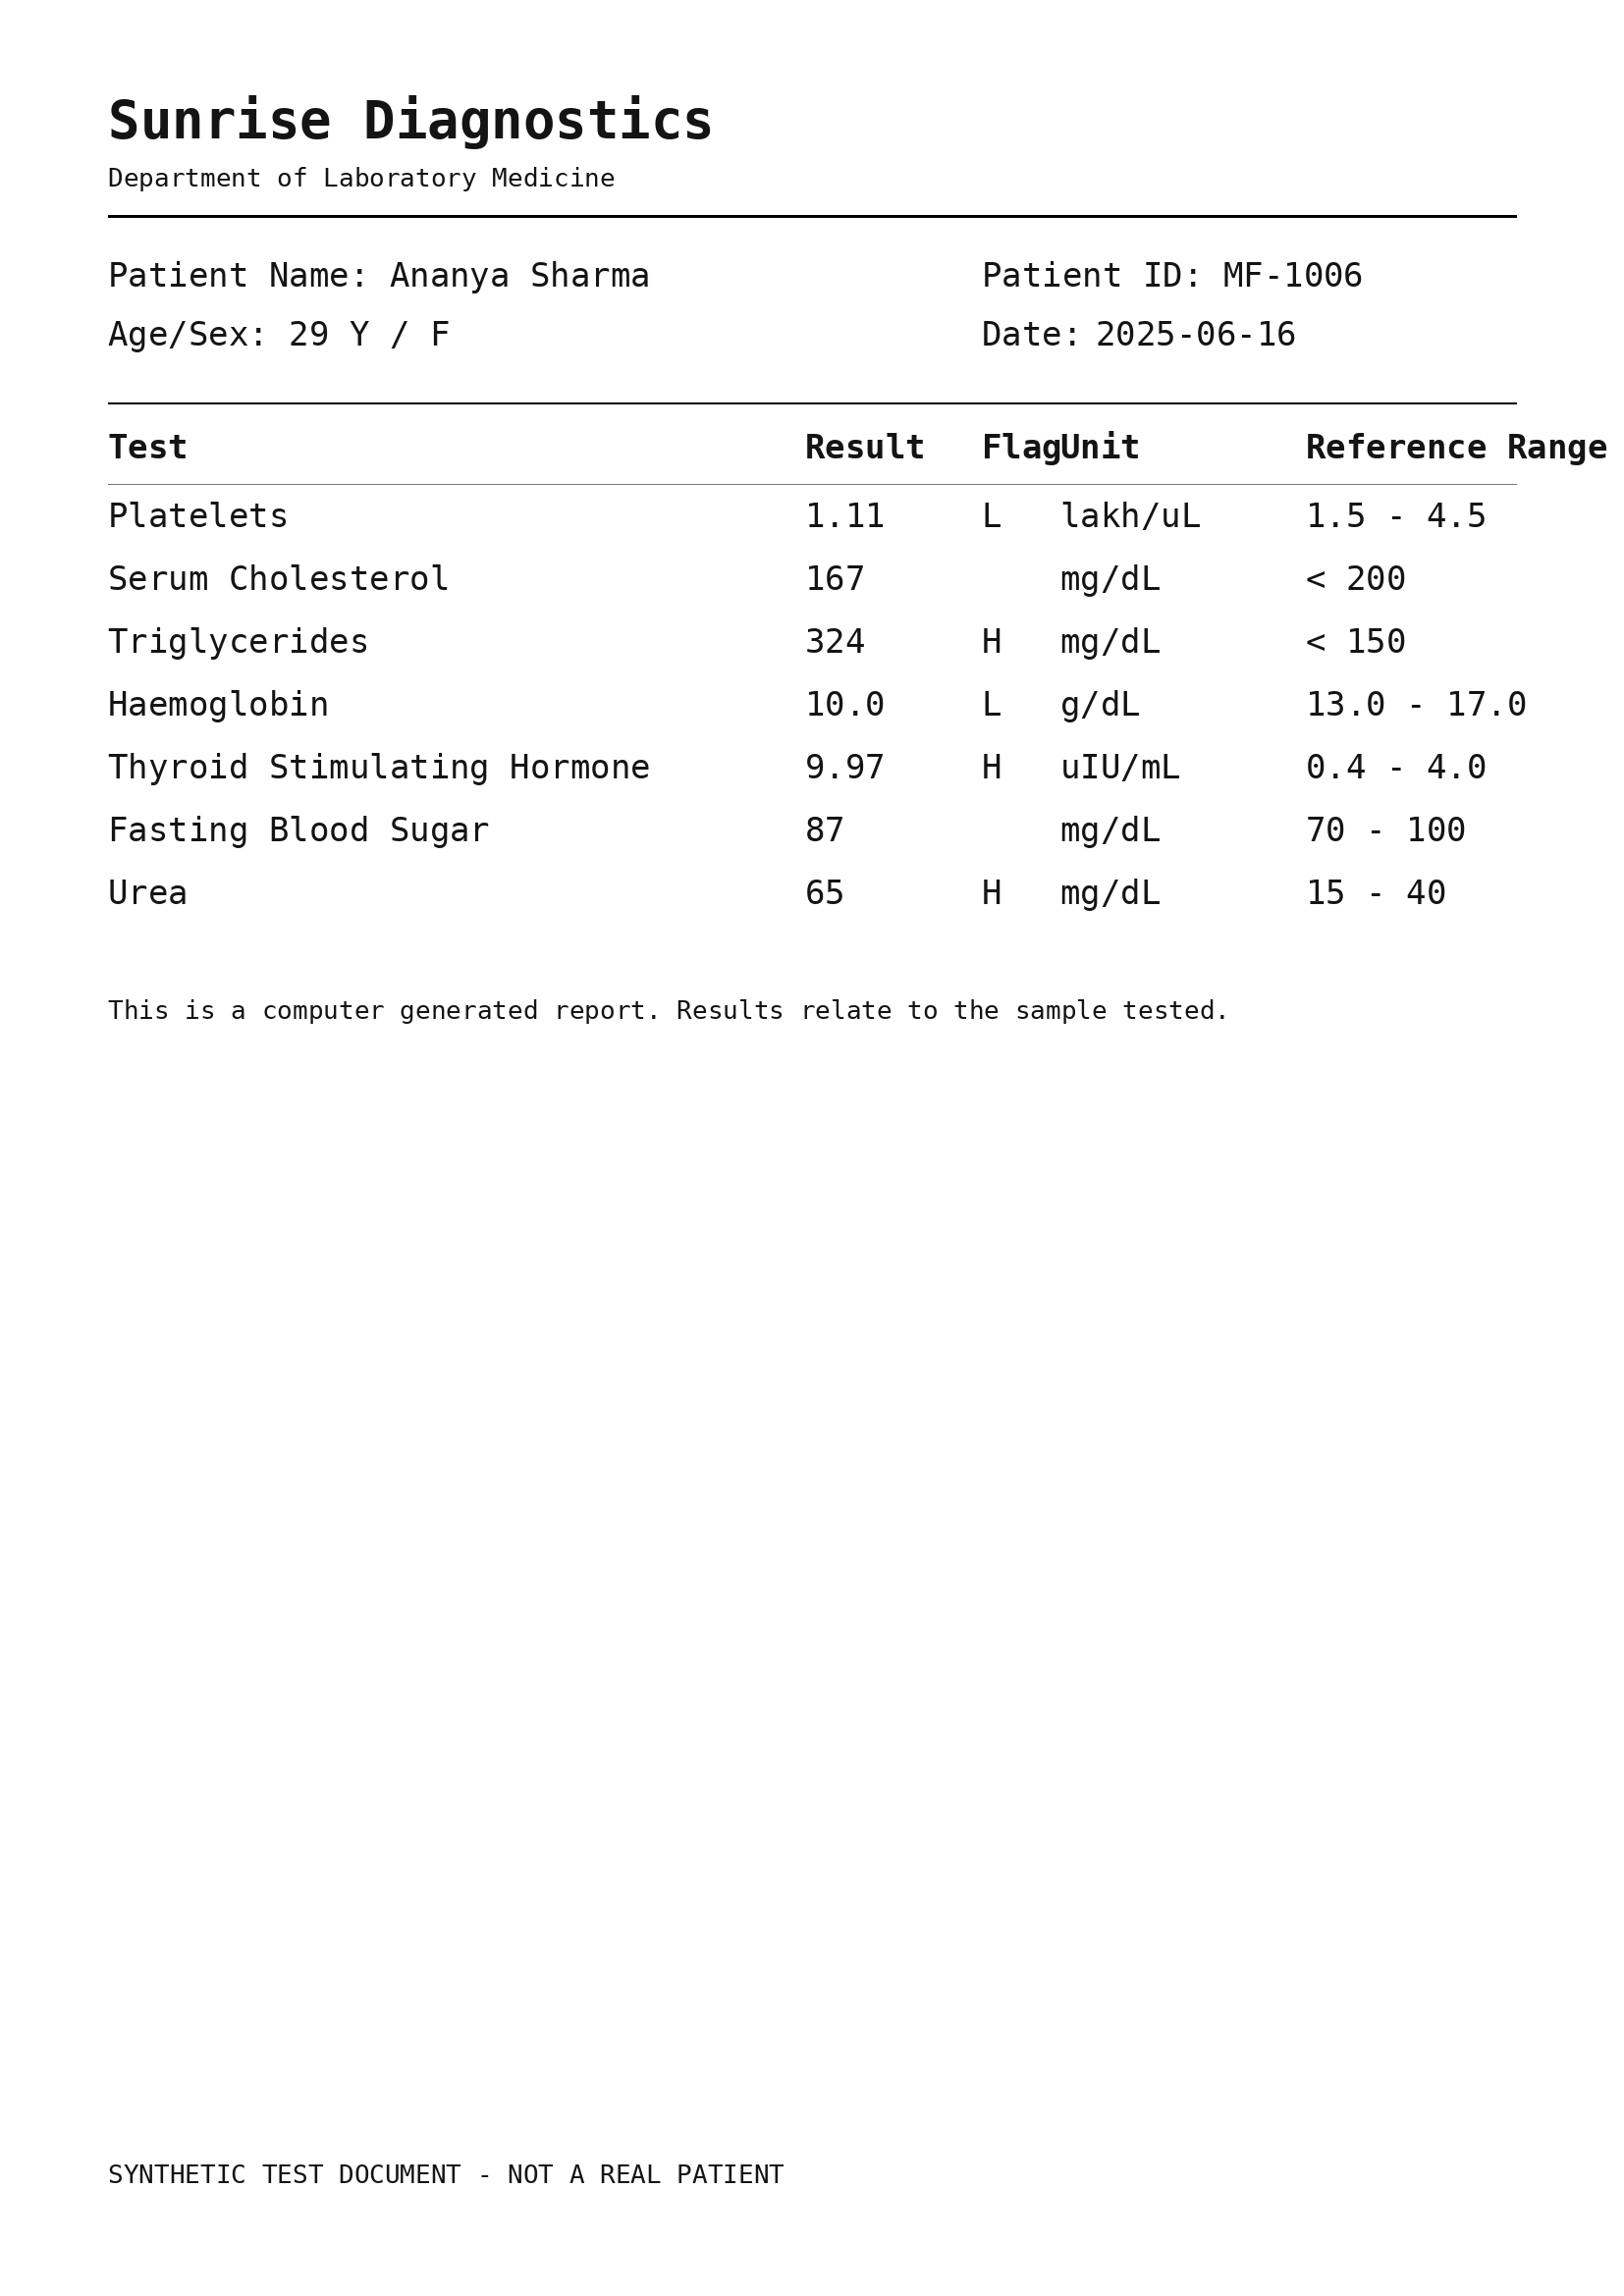 Sunrise Diagnostics
Department of Laboratory Medicine
Patient Name: Ananya Sharma Patient ID: MF-1006
Age/Sex: 29 Y / F Date: 2025-06-16
Test Result Flag Unit Reference Range
Platelets 1.11 L lakh/uL 1.5 - 4.5
Serum Cholesterol 167 mg/dL < 200
Triglycerides 324 H mg/dL < 150
Haemoglobin 10.0 L g/dL 13.0 - 17.0
Thyroid Stimulating Hormone 9.97 H uIU/mL 0.4 - 4.0
Fasting Blood Sugar 87 mg/dL 70 - 100
Urea 65 H mg/dL 15 - 40
This is a computer generated report. Results relate to the sample tested.
SYNTHETIC TEST DOCUMENT - NOT A REAL PATIENT